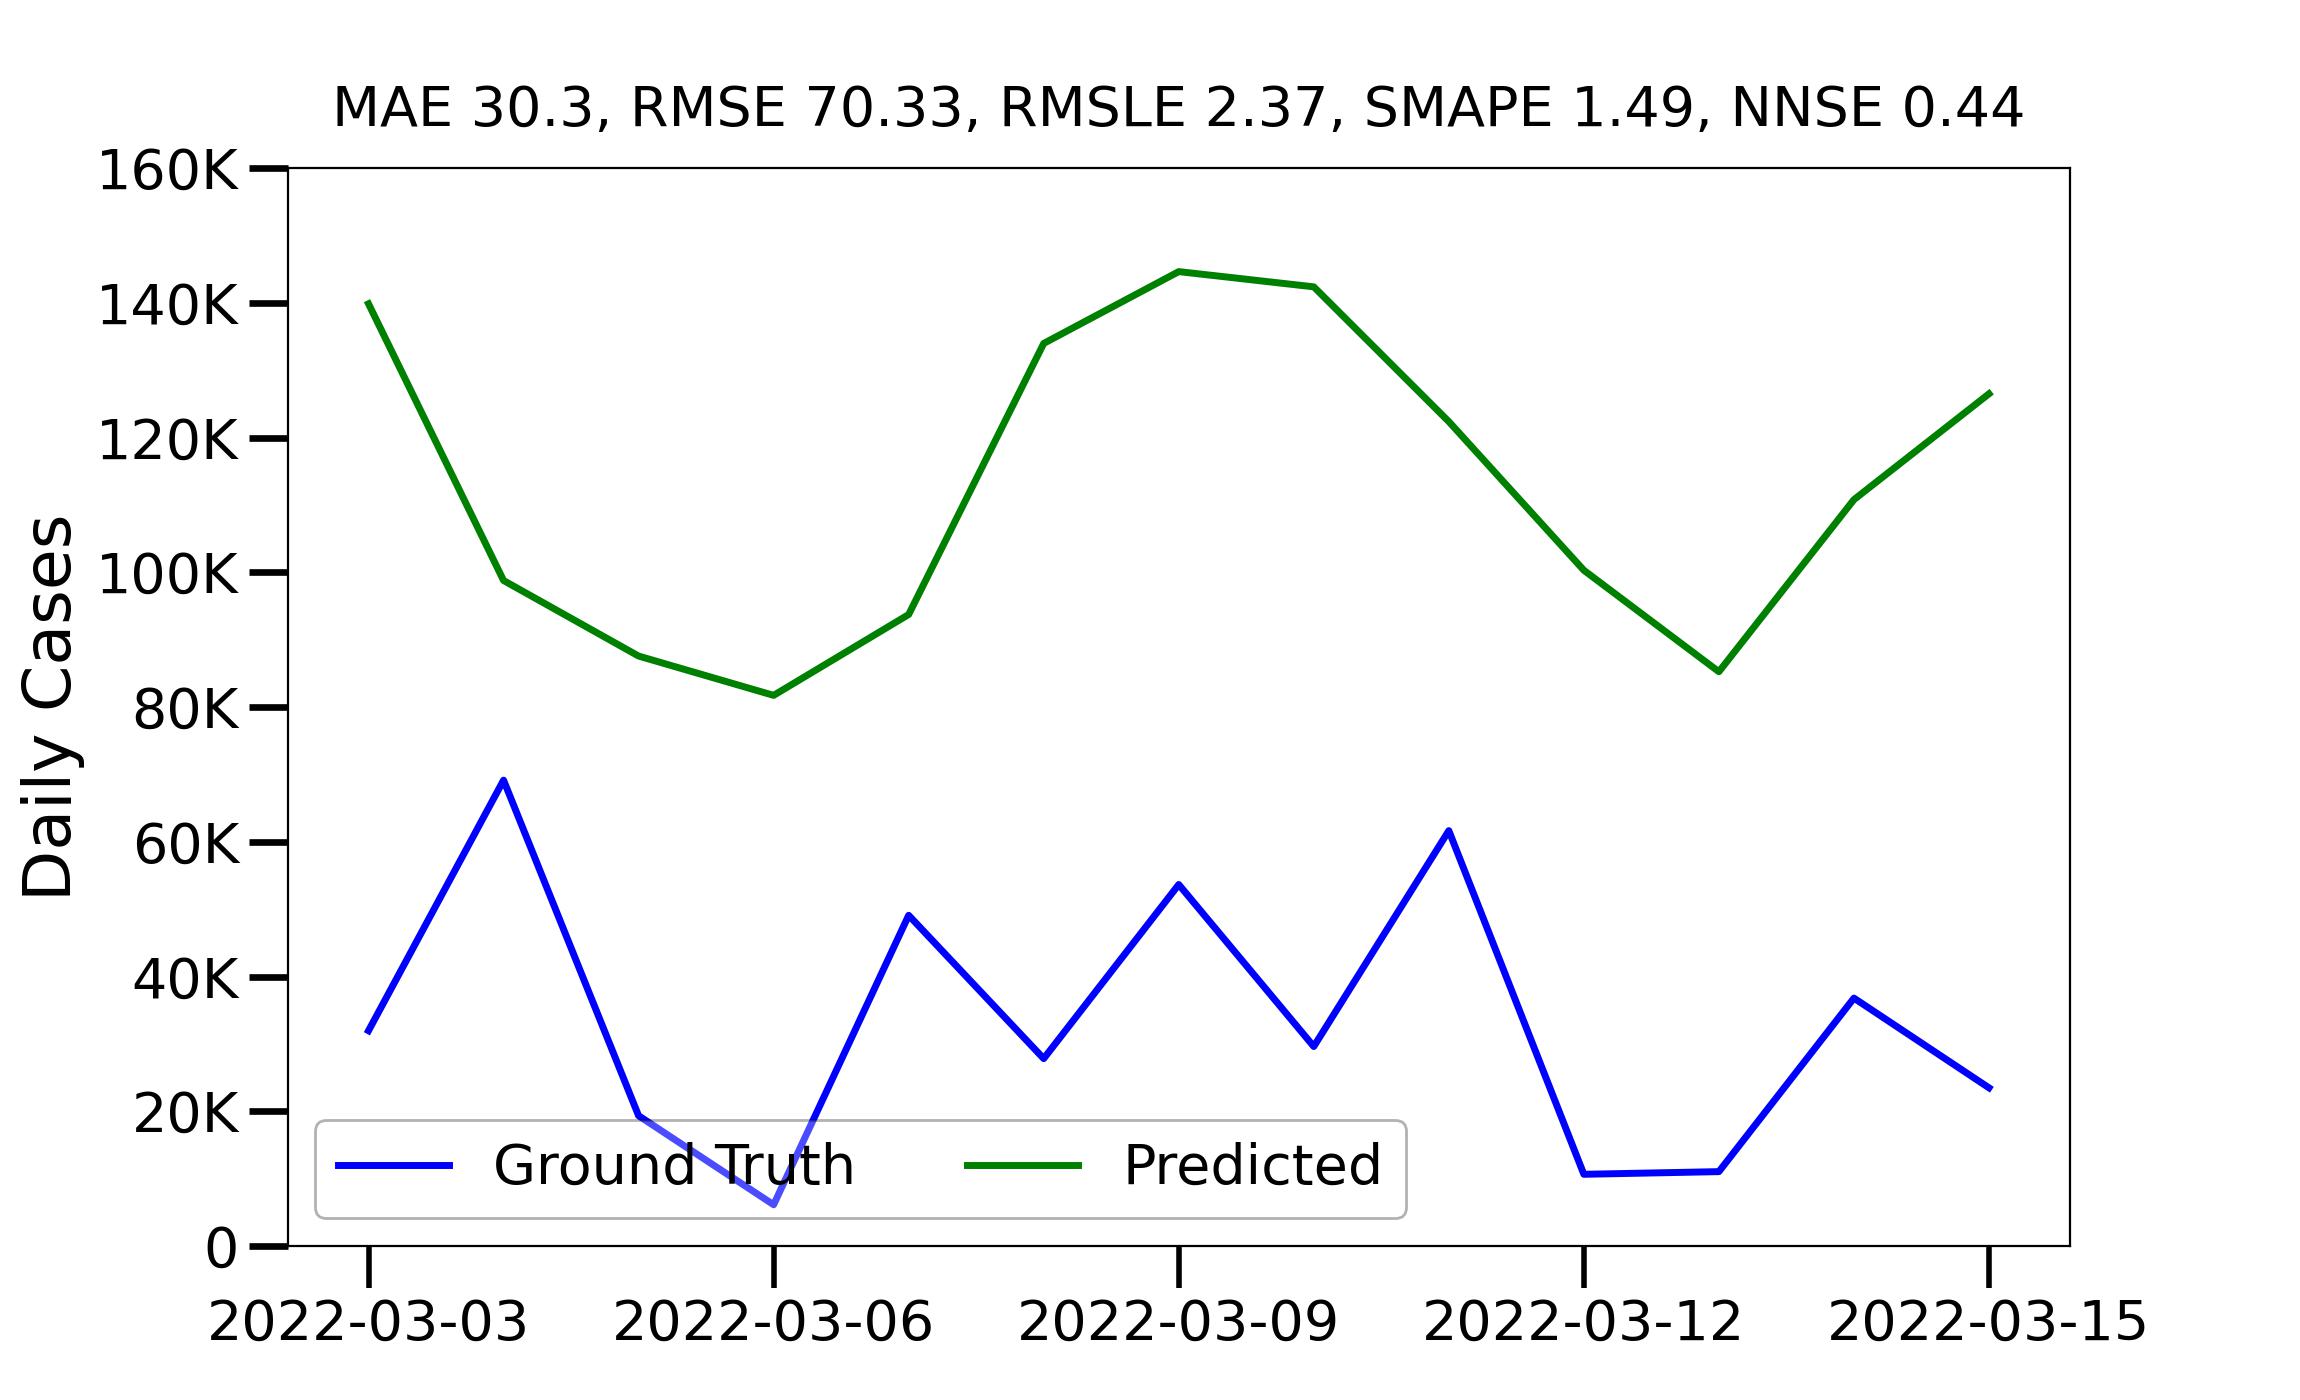 MAE 30.3, RMSE 70.33, RMSLE 2.37, SMAPE 1.49, NNSE 0.44
Daily Cases
160K
140K
120K
100K
80K
60K
40K
20K
0
Ground Truth Predicted
2022-03-03 2022-03-06 2022-03-09 2022-03-12 2022-03-15